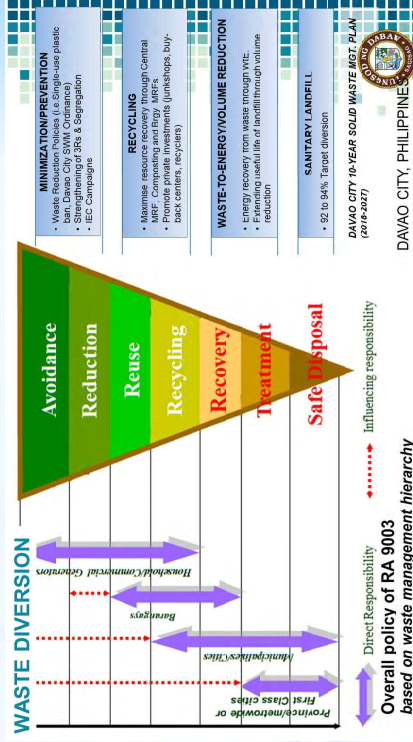 WASTE DIVERSION
Province/metrowide or
First Class cities
Municipalities/Cities
Barangays
Household/Commercial Generators
Avoidance
Reduction
Reuse
Recycling
Recovery
Treatment
Safe Disposal
Direct Responsibility
Influencing responsibility
Overall policy of RA 9003
based on waste management hierarchy
MINIMIZATION/PREVENTION
• Waste Reduction Policies (i.e Single-use plastic
ban, Davao City SWM Ordinance)
• Strengthening of 3Rs & Segregation
• IEC Campaigns
RECYCLING
• Maximise resource recovery through Central
MRF, Composting and Brgy. MRFs
• Promote private investments (junkshops, buy-
back centers, recyclers)
WASTE-TO-ENERGY/VOLUME REDUCTION
• Energy recovery from waste through WtE.
• Extending useful life of landfill through volume
reduction
SANITARY LANDFILL
• 92 to 94% Target diversion
DAVAO CITY 10-YEAR SOLID WASTE MGT. PLAN
(2018-2027)
DAVAO CITY, PHILIPPINES